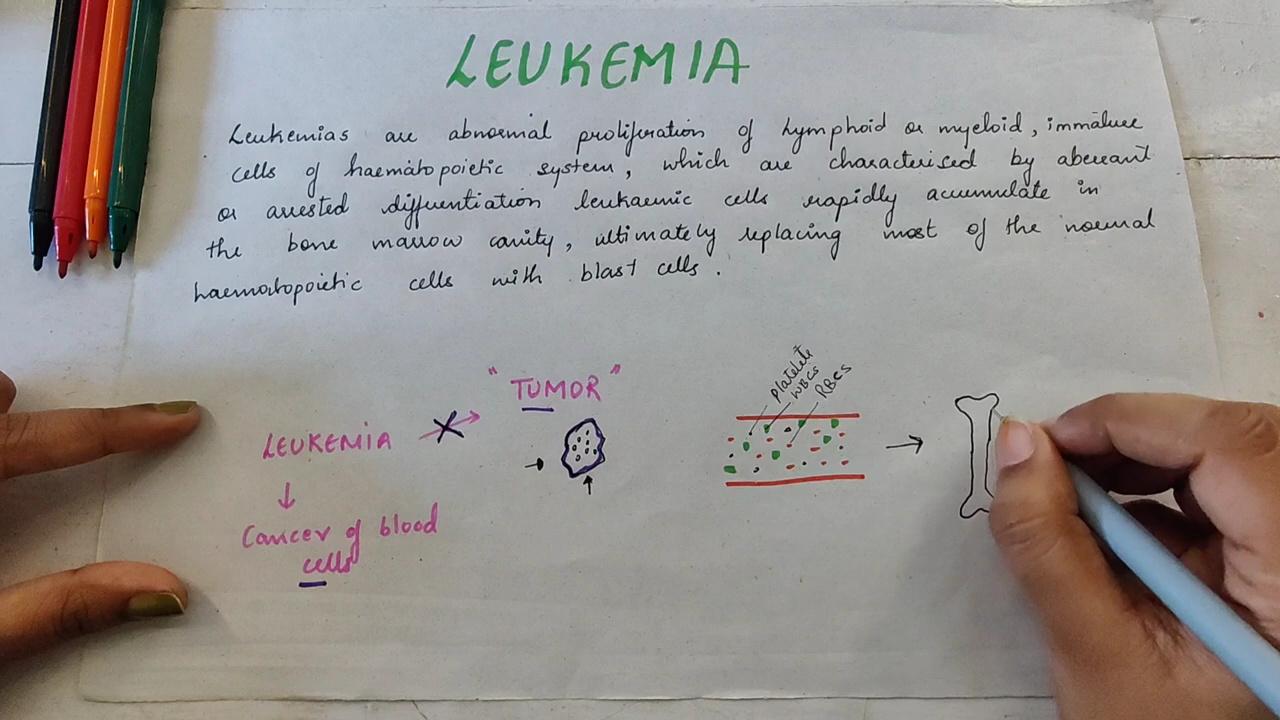 LEUKEMIA
Leukemias are abnormal proliferation of lymphoid or myeloid, immature
cells of haematopoietic system, which are characterised by aberrant
or arrested differentiation leukaemic cells rapidly accumulate in
the bone marrow cavity, ultimately replacing most of the normal
haematopoietic cells with blast cells.
"TUMOR"
LEUKEMIA
Cancer of blood
cells
Platelets
WBCs
RBCs